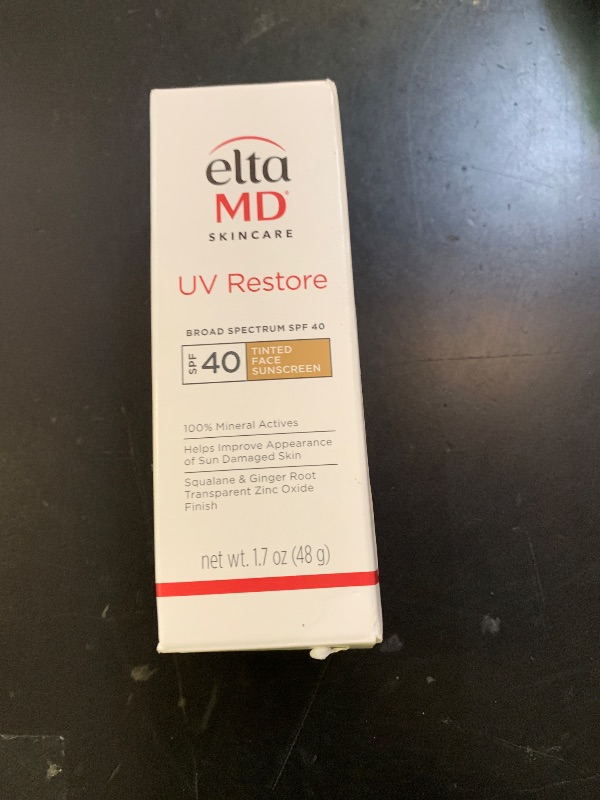 elta
MD®
SKINCARE
UV Restore
BROAD SPECTRUM SPF 40
SPF 40 TINTED
FACE
SUNSCREEN
100% Mineral Actives
Helps Improve Appearance
of Sun Damaged Skin
Squalane & Ginger Root
Transparent Zinc Oxide
Finish
net wt. 1.7 oz (48 g)